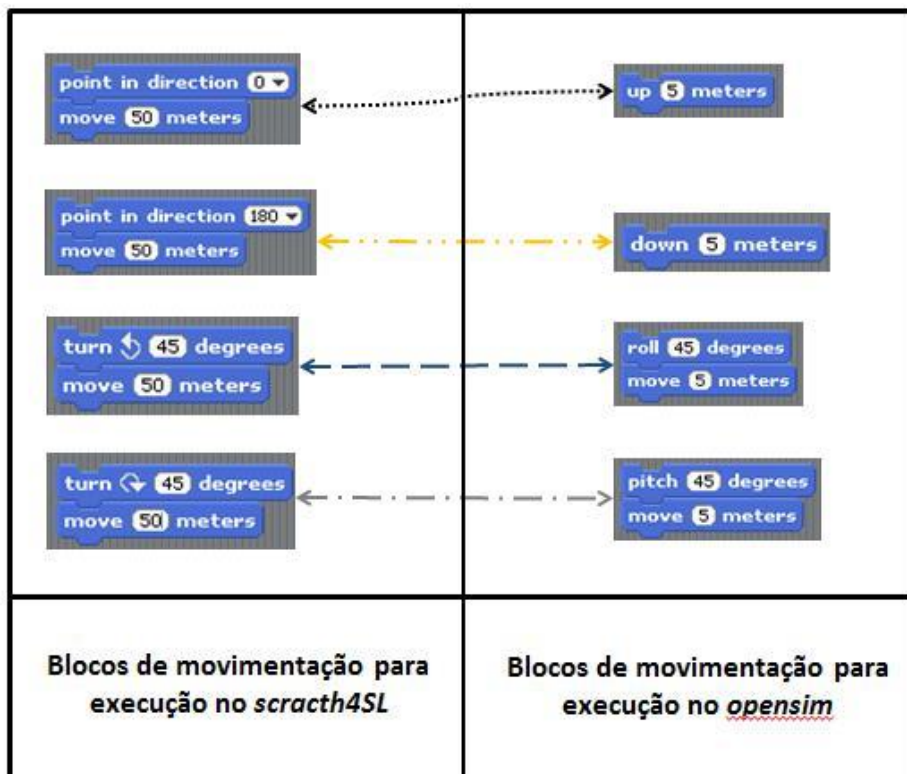 point in direction 0
move 50 meters
up 5 meters
point in direction 180
move 50 meters
down 5 meters
turn 45 degrees
move 50 meters
roll 45 degrees
move 5 meters
turn 45 degrees
move 50 meters
pitch 45 degrees
move 5 meters
Blocos de movimentação para
execução no scracth4SL
Blocos de movimentação para
execução no opensim